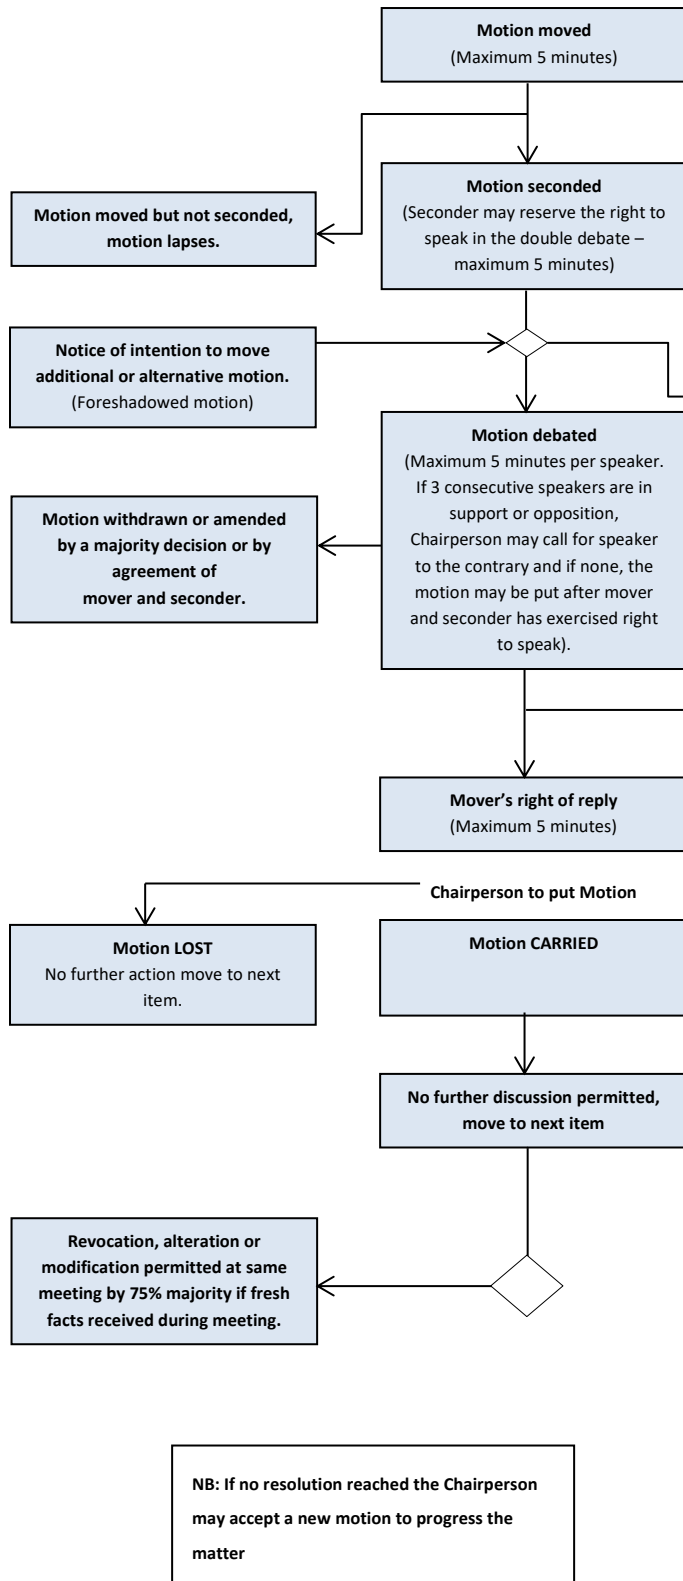 Motion moved
(Maximum 5 minutes)
Motion seconded
(Seconder may reserve the right to
speak in the double debate –
maximum 5 minutes)
Motion moved but not seconded,
motion lapses.
Notice of intention to move
additional or alternative motion.
(Foreshadowed motion)
Motion debated
(Maximum 5 minutes per speaker.
If 3 consecutive speakers are in
support or opposition,
Chairperson may call for speaker
to the contrary and if none, the
motion may be put after mover
and seconder has exercised right
to speak).
Motion withdrawn or amended
by a majority decision or by
agreement of
mover and seconder.
Mover’s right of reply
(Maximum 5 minutes)
Chairperson to put Motion
Motion LOST
No further action move to next
item.
Motion CARRIED
No further discussion permitted,
move to next item
Revocation, alteration or
modification permitted at same
meeting by 75% majority if fresh
facts received during meeting.
NB: If no resolution reached the Chairperson
may accept a new motion to progress the
matter